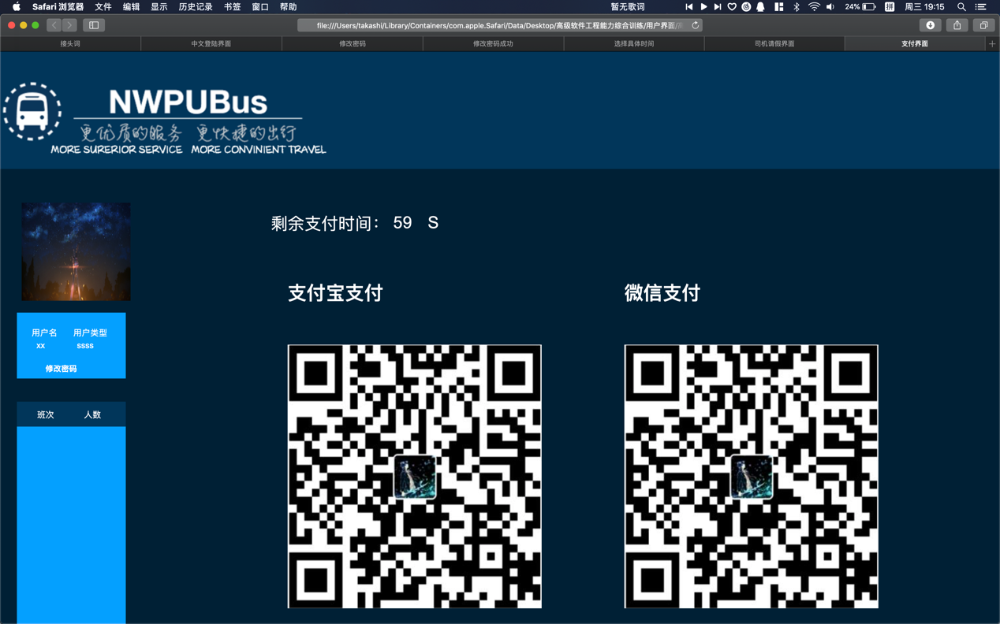 Safari 浏览器 文件 编辑 显示 历史记录 书签 窗口 帮助 暂无歌词 24% 拼 周三 19:15
file:///Users/takashi/Library/Containers/com.apple.Safari/Data/Desktop/高级软件工程能力综合训练/用户界面/
接头词 中文登陆界面 修改密码 修改密码成功 选择具体时间 司机请假界面 支付界面
NWPUBus
更优质的服务 更快捷的出行
MORE SURERIOR SERVICE MORE CONVINIENT TRAVEL
剩余支付时间： 59 S
支付宝支付 微信支付
用户名 用户类型
xx ssss
修改密码
班次 人数